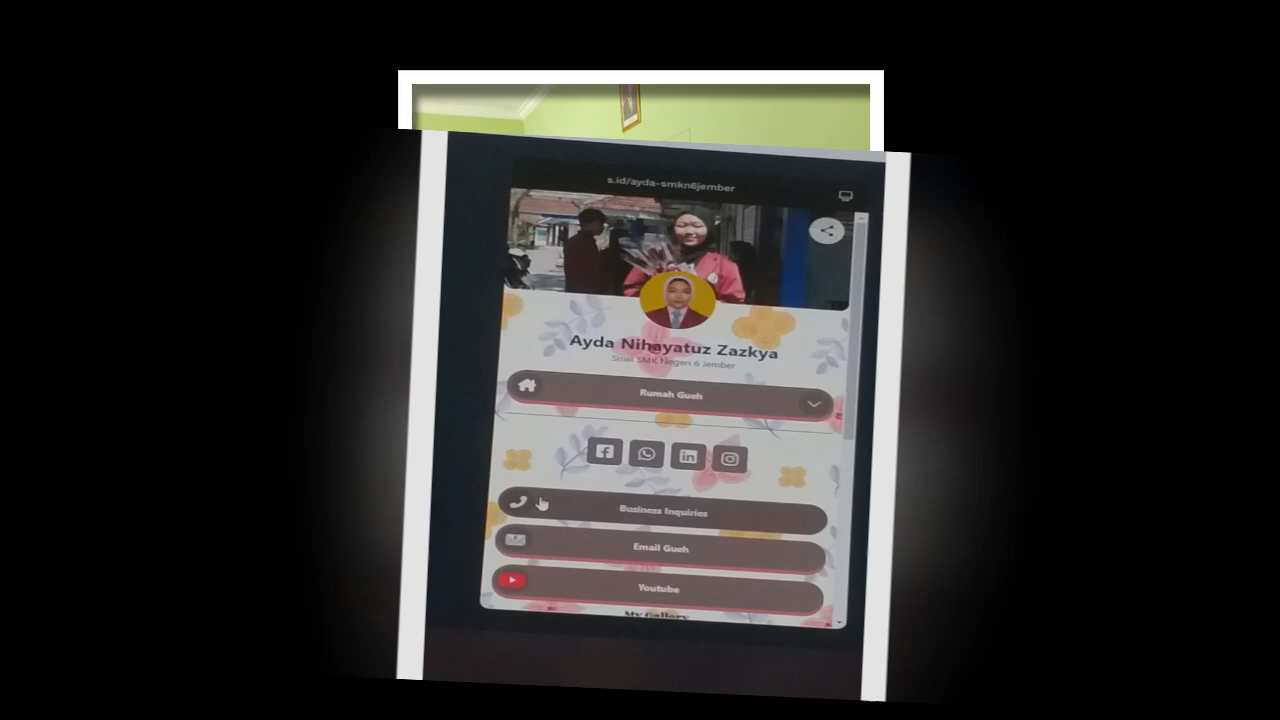 s.id/ayda-smkn6jember
Ayda Nihayatuz Zazkya
Siswi SMK Negeri 6 Jember
Rumah Gueh
Business Inquiries
Email Gueh
Youtube
My Gallery